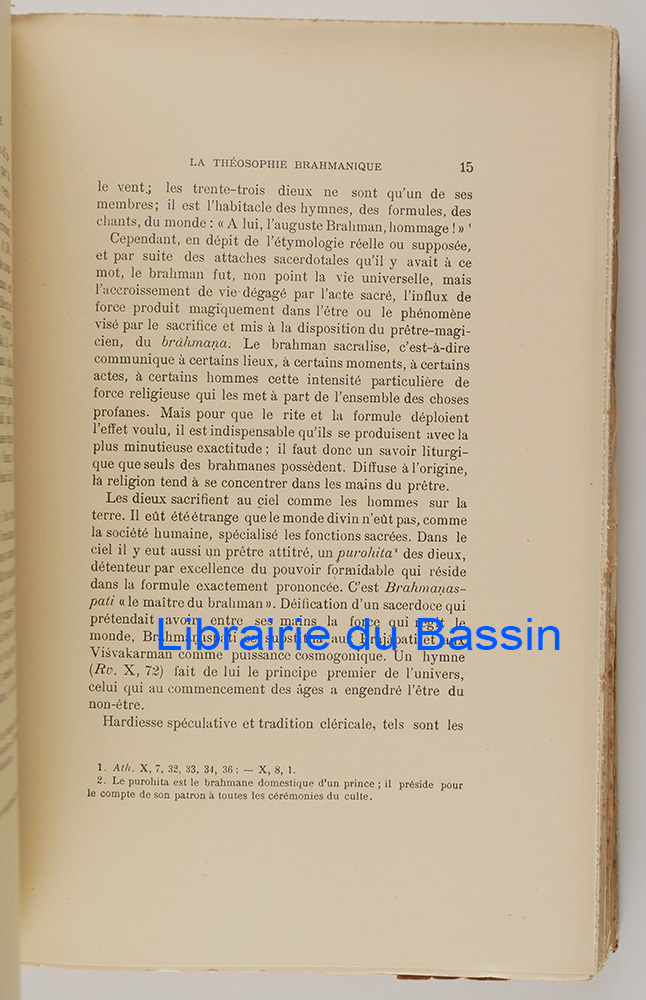 LA THÉOSOPHIE BRAHMANIQUE 15
le vent; les trente-trois dieux ne sont qu'un de ses
membres; il est l'habitacle des hymnes, des formules, des
chants, du monde : « A lui, l'auguste Brahman, hommage ! » ¹
Cependant, en dépit de l'étymologie réelle ou supposée,
et par suite des attaches sacerdotales qu'il y avait à ce
mot, le brahman fut, non point la vie universelle, mais
l'accroissement de vie dégagé par l'acte sacré, l'influx de
force produit magiquement dans l'être ou le phénomène
visé par le sacrifice et mis à la disposition du prêtre-magi-
cien, du brâhmaṇa. Le brahman sacralise, c'est-à-dire
communique à certains lieux, à certains moments, à certains
actes, à certains hommes cette intensité particulière de
force religieuse qui les met à part de l'ensemble des choses
profanes. Mais pour que le rite et la formule déploient
l'effet voulu, il est indispensable qu'ils se produisent avec la
plus minutieuse exactitude; il faut donc un savoir liturgi-
que que seuls des brahmanes possèdent. Diffuse à l'origine,
la religion tend à se concentrer dans les mains du prêtre.
Les dieux sacrifient au ciel comme les hommes sur la
terre. Il eût été étrange que le monde divin n'eût pas, comme
la société humaine, spécialisé les fonctions sacrées. Dans le
ciel il y eut aussi un prêtre attitré, un purohita² des dieux,
détenteur par excellence du pouvoir formidable qui réside
dans la formule exactement prononcée. C'est Brahmaṇas-
pati « le maître du brahman ». Déification d'un sacerdoce qui
prétendait avoir entre ses mains la force qui régit le
monde, Brahmaṇaspati se substitua aux Prajâpati et aux
Viśvakarman comme puissance cosmogonique. Un hymne
(Rv. X, 72) fait de lui le principe premier de l'univers,
celui qui au commencement des âges a engendré l'être du
non-être.
Hardiesse spéculative et tradition cléricale, tels sont les
1. Ath. X, 7, 32, 33, 34, 36; — X, 8, 1.
2. Le purohita est le brahmane domestique d'un prince ; il préside pour
le compte de son patron à toutes les cérémonies du culte.
Librairie du Bassin